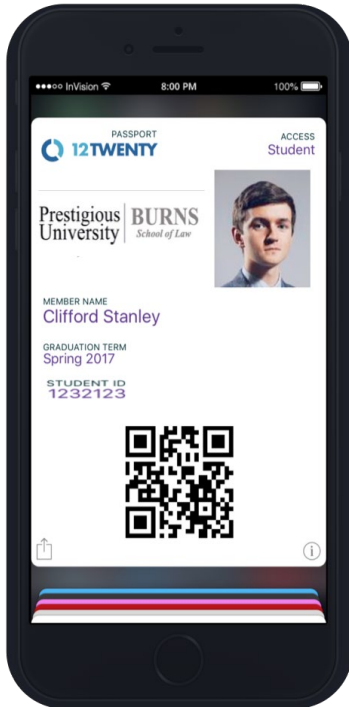 InVision 8:00 PM 100%
PASSPORT
12TWENTY
ACCESS
Student
Prestigious University
BURNS
School of Law
MEMBER NAME
Clifford Stanley
GRADUATION TERM
Spring 2017
STUDENT ID
1232123
i